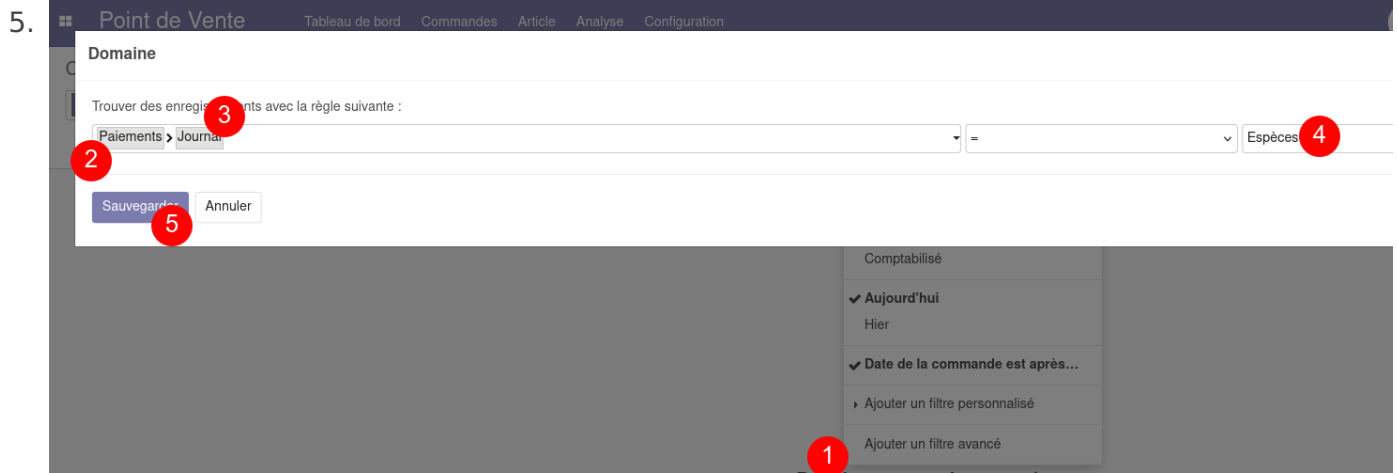 5.
Point de Vente Tableau de bord Commandes Article Analyse Configuration
Domaine
Trouver des enregis nts avec la règle suivante :
3
Paiements > Journal = Espèces 4
2
Sauvegarder Annuler
5
Comptabilisé
Aujourd'hui
Hier
Date de la commande est après...
Ajouter un filtre personnalisé
Ajouter un filtre avancé
1